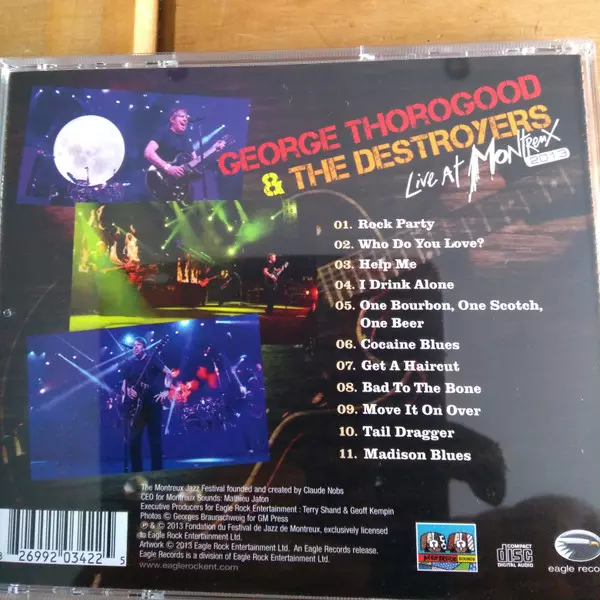 GEORGE THOROGOOD
& THE DESTROYERS
Live At Montreux
2013
01. Rock Party
02. Who Do You Love?
03. Help Me
04. I Drink Alone
05. One Bourbon, One Scotch,
One Beer
06. Cocaine Blues
07. Get A Haircut
08. Bad To The Bone
09. Move It On Over
10. Tail Dragger
11. Madison Blues
The Montreux Jazz Festival founded and created by Claude Nobs
CEO for Montreux Sounds: Mathieu Jaton
Executive Producers for Eagle Rock Entertainment : Terry Shand & Geoff Kempin
Photos © Georges Braunschweig for GM Press
℗ & © 2013 Fondation du Festival de Jazz de Montreux, exclusively licensed
to Eagle Rock Entertainment Ltd.
Artwork © 2013 Eagle Rock Entertainment Ltd. An Eagle Records release.
Eagle Records is a division of Eagle Rock Entertainment Ltd.
www.eaglerockent.com
26992 03422 5
SOUNDS
COMPACT
disc
DIGITAL AUDIO
eagle recor